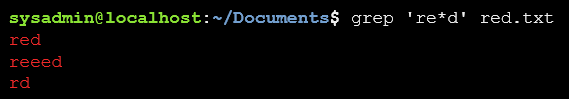 sysadmin@localhost:~/Documents$ grep 're*d' red.txt
red
reeed
rd